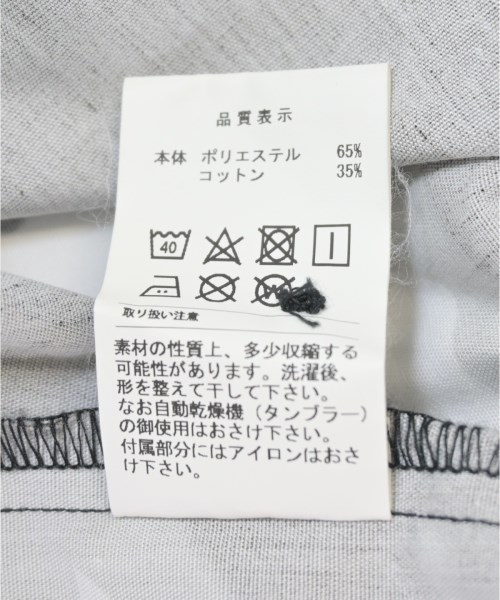 品質表示
本体 ポリエステル 65%
コットン 35%
40
取り扱い注意
素材の性質上、多少収縮する
可能性があります。洗濯後、
形を整えて干して下さい。
なお自動乾燥機（タンブラー）
の御使用はおさけ下さい。
付属部分にはアイロンはおさ
け下さい。